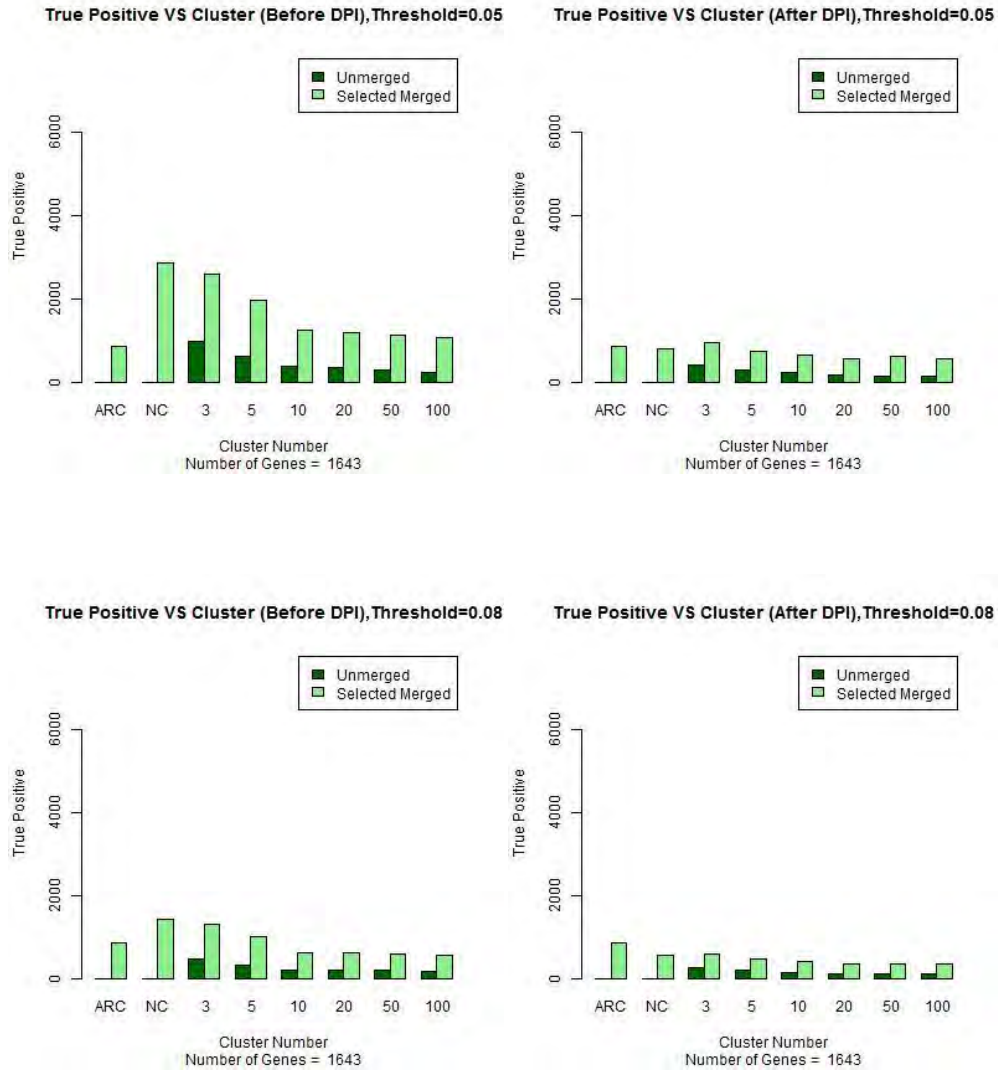 True Positive VS Cluster (Before DPI),Threshold=0.05
Unmerged
Selected Merged
True Positive
6000
4000
2000
0
ARC NC 3 5 10 20 50 100
Cluster Number
Number of Genes = 1643
True Positive VS Cluster (After DPI),Threshold=0.05
Unmerged
Selected Merged
True Positive
6000
4000
2000
0
ARC NC 3 5 10 20 50 100
Cluster Number
Number of Genes = 1643
True Positive VS Cluster (Before DPI),Threshold=0.08
Unmerged
Selected Merged
True Positive
6000
4000
2000
0
ARC NC 3 5 10 20 50 100
Cluster Number
Number of Genes = 1643
True Positive VS Cluster (After DPI),Threshold=0.08
Unmerged
Selected Merged
True Positive
6000
4000
2000
0
ARC NC 3 5 10 20 50 100
Cluster Number
Number of Genes = 1643